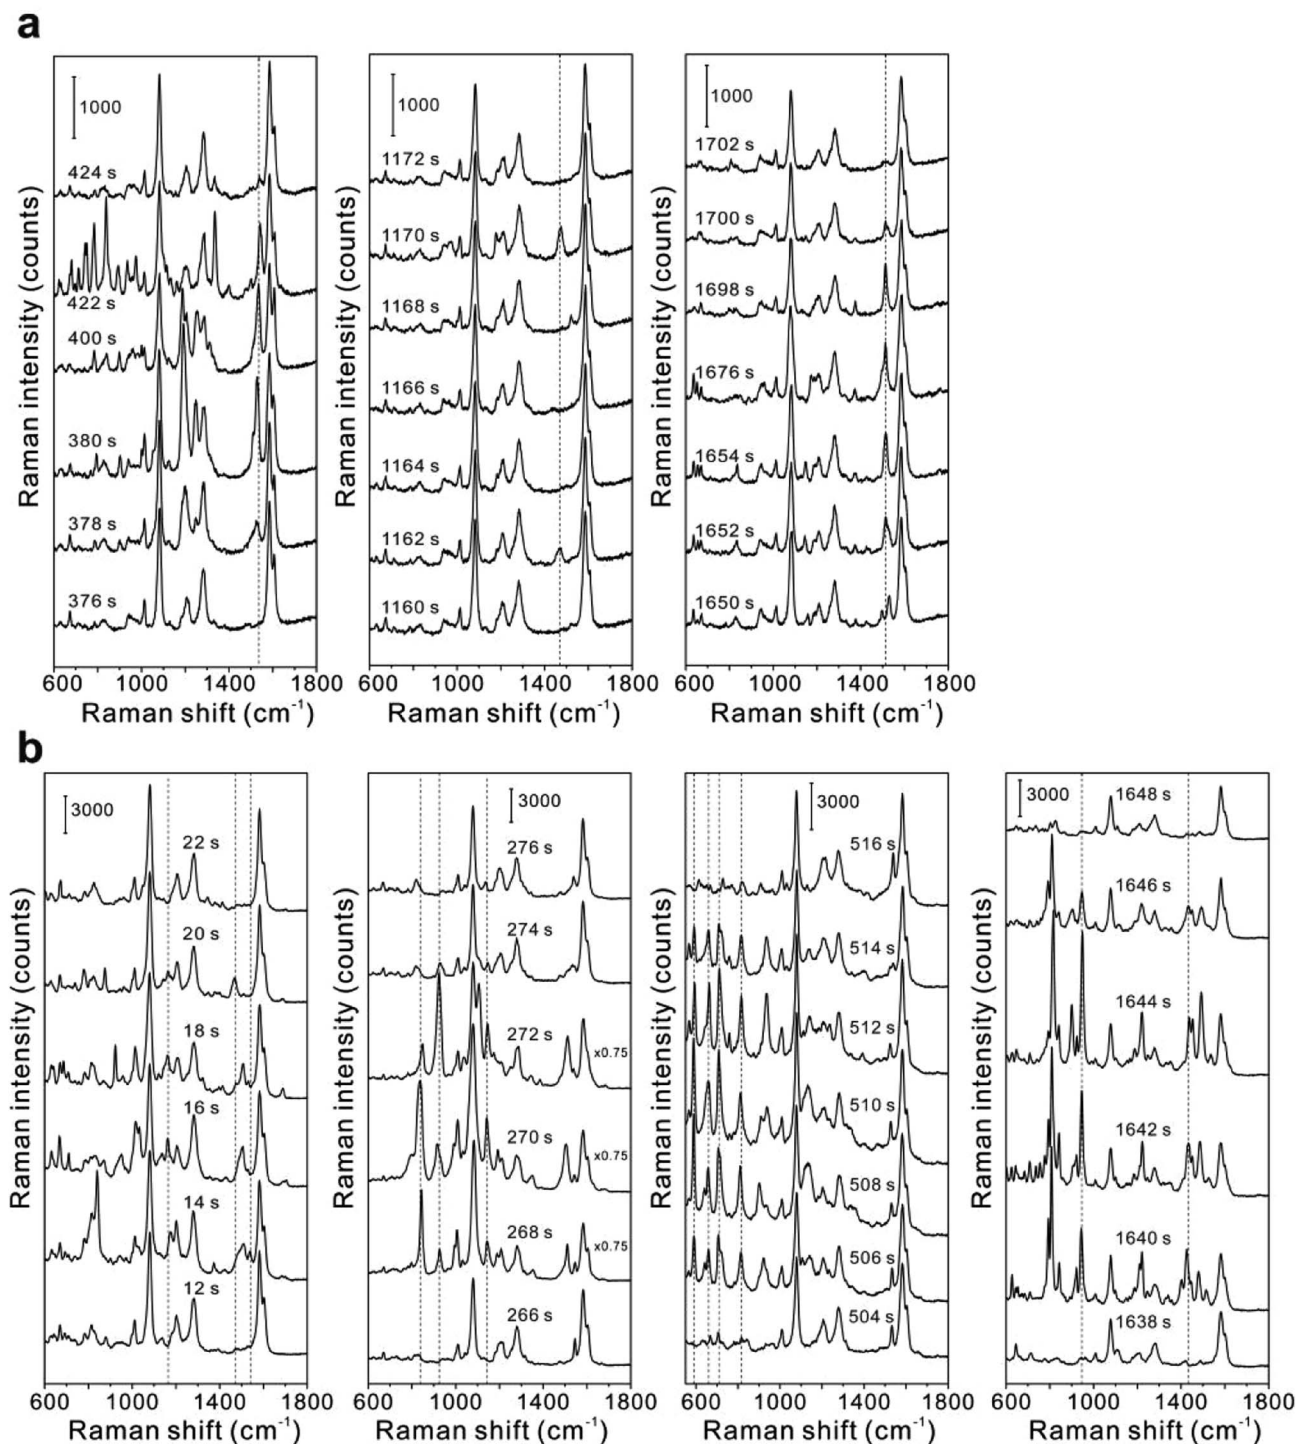 a
1000
424 s
422 s
400 s
380 s
378 s
376 s
Raman intensity (counts)
600 1000 1400 1800
Raman shift (cm⁻¹)
1000
1172 s
1170 s
1168 s
1166 s
1164 s
1162 s
1160 s
Raman intensity (counts)
600 1000 1400 1800
Raman shift (cm⁻¹)
1000
1702 s
1700 s
1698 s
1676 s
1654 s
1652 s
1650 s
Raman intensity (counts)
600 1000 1400 1800
Raman shift (cm⁻¹)
b
3000
22 s
20 s
18 s
16 s
14 s
12 s
Raman intensity (counts)
600 1000 1400 1800
Raman shift (cm⁻¹)
3000
276 s
274 s
272 s
x0.75
270 s
x0.75
268 s
x0.75
266 s
Raman intensity (counts)
600 1000 1400 1800
Raman shift (cm⁻¹)
3000
516 s
514 s
512 s
510 s
508 s
506 s
504 s
Raman intensity (counts)
600 1000 1400 1800
Raman shift (cm⁻¹)
3000
1648 s
1646 s
1644 s
1642 s
1640 s
1638 s
Raman intensity (counts)
600 1000 1400 1800
Raman shift (cm⁻¹)